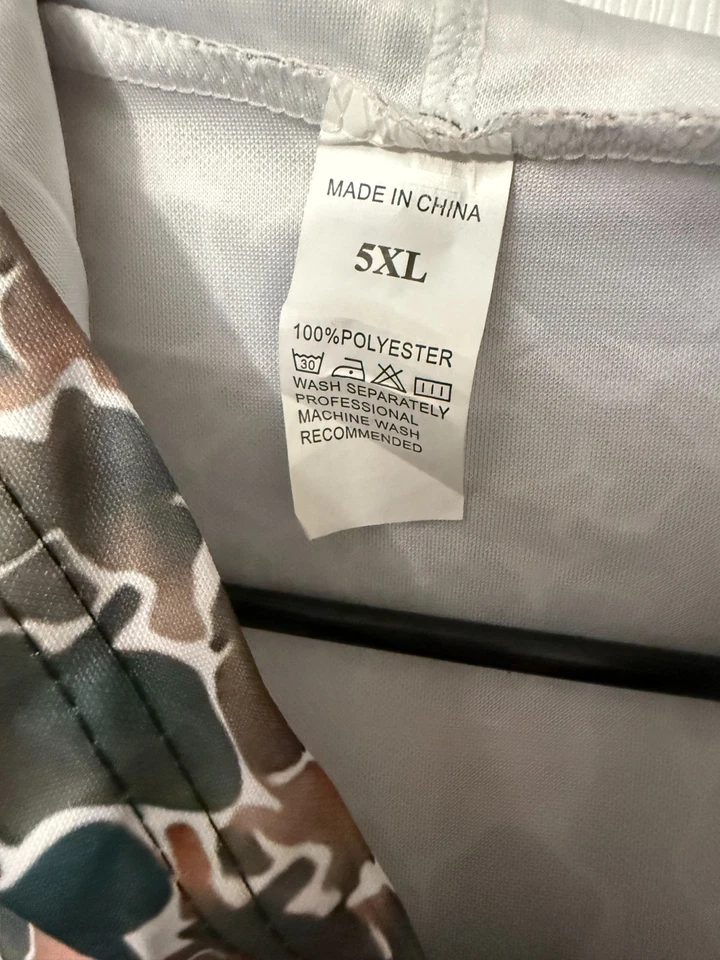 MADE IN CHINA
5XL
100%POLYESTER
30
WASH SEPARATELY
PROFESSIONAL
MACHINE WASH
RECOMMENDED